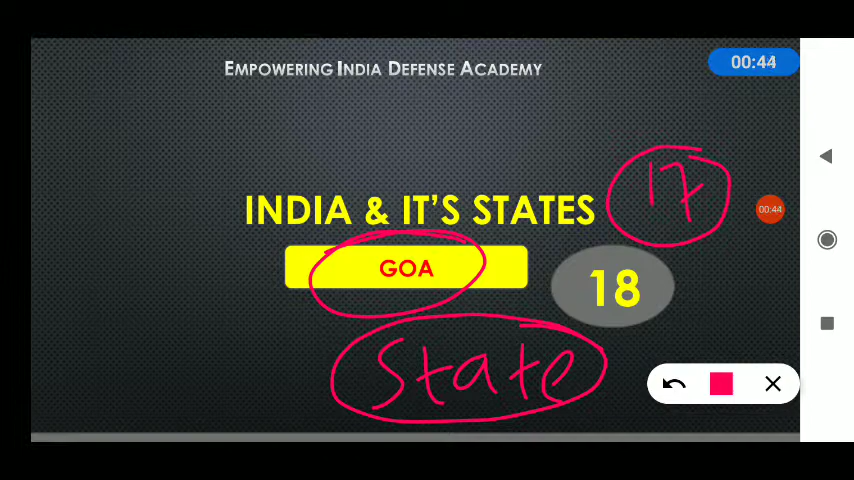 EMPOWERING INDIA DEFENSE ACADEMY
00:44
17
INDIA & IT'S STATES
00:44
GOA
18
State